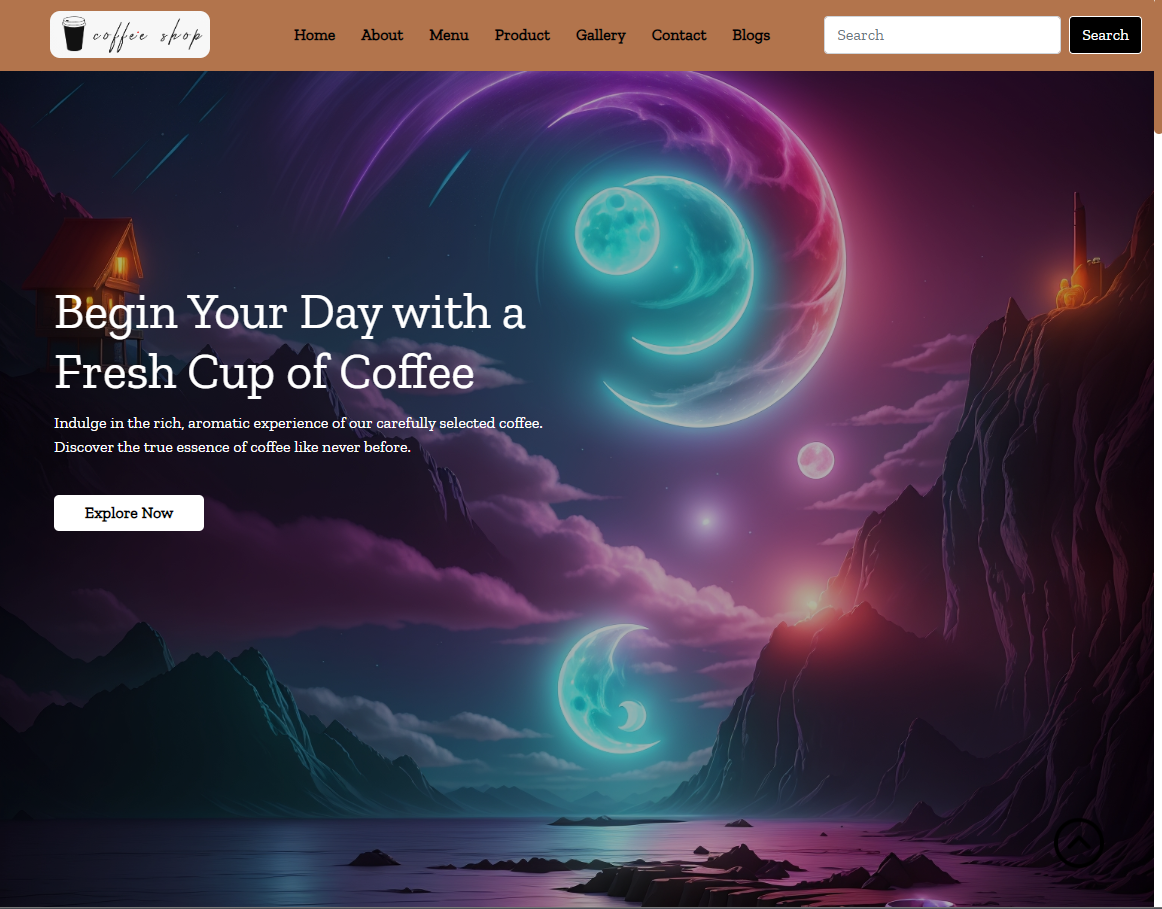 coffee shop
Home About Menu Product Gallery Contact Blogs
Search
Search
Begin Your Day with a
Fresh Cup of Coffee
Indulge in the rich, aromatic experience of our carefully selected coffee.
Discover the true essence of coffee like never before.
Explore Now